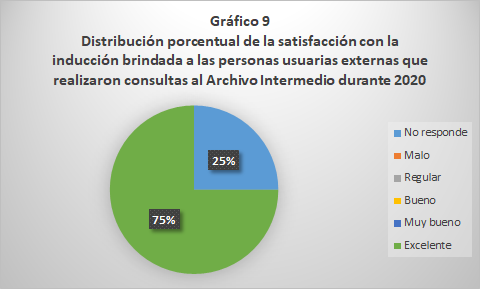 Gráfico 9
Distribución porcentual de la satisfacción con la
inducción brindada a las personas usuarias externas que
realizaron consultas al Archivo Intermedio durante 2020
25%
75%
No responde
Malo
Regular
Bueno
Muy bueno
Excelente